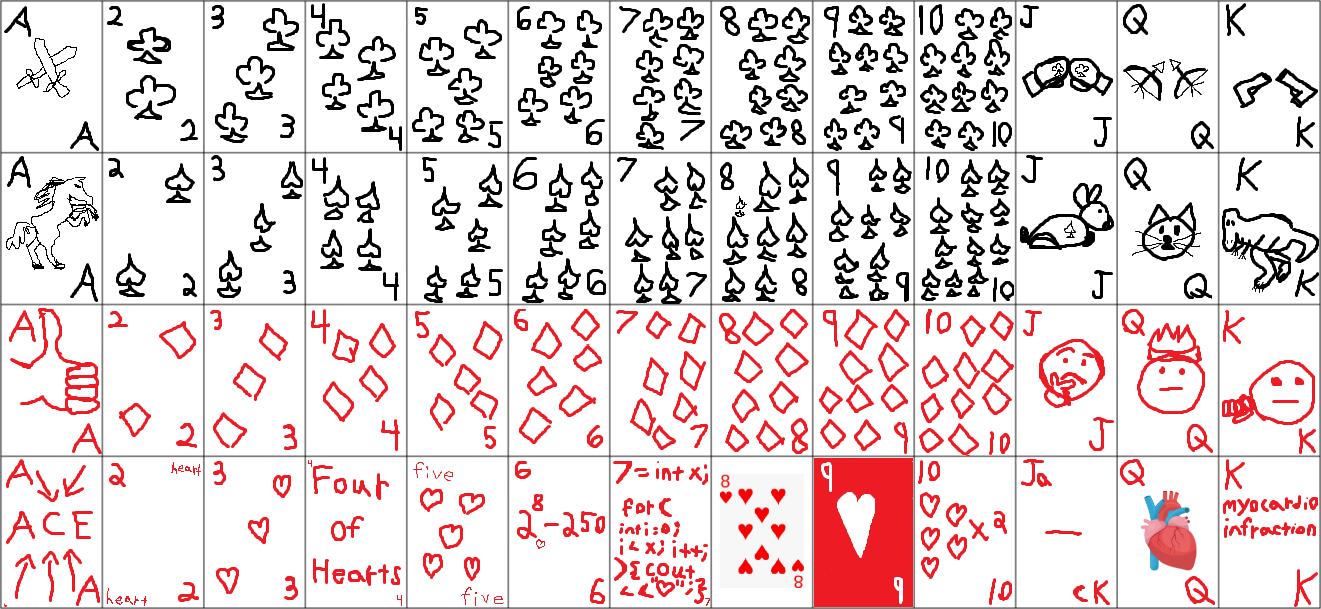 A 2 3 4 5 6 7 8 9 10 J Q K
A 2 3 4 5 6 7 8 9 10 J Q K
A 2 3 4 5 6 7 8 9 10 J Q K
A 2 3 4 5 6 7 8 9 10 J Q K
A 2 3 4 5 6 7 8 9 10 J Q K
A 2 3 4 5 6 7 8 9 10 J Q K
A
ACE
A
2
heart
heart
2
3
3
4
Four
of
Hearts
4
five
five
6
2^8-250
6
7=int x;
for(
int i=0;
i<x; i++;
){cout
<<"♡";}
7
8
8
9
9
10
x2
10
Ja
—
cK
Q
Q
K
myocardio
infraction
K